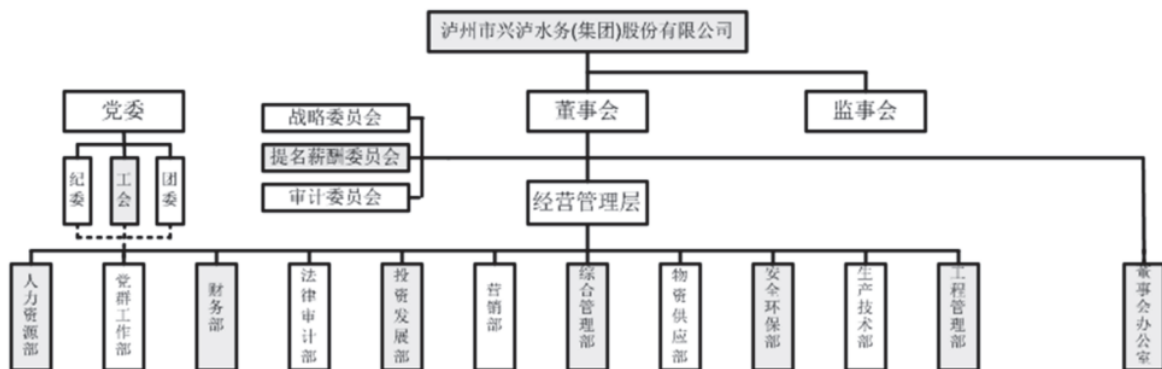 泸州市兴泸水务(集团)股份有限公司
党委
董事会
监事会
战略委员会
提名薪酬委员会
审计委员会
纪委
工会
团委
经营管理层
人力资源部
党群工作部
财务部
法律审计部
投资发展部
营销部
综合管理部
物资供应部
安全环保部
生产技术部
工程管理部
董事会办公室